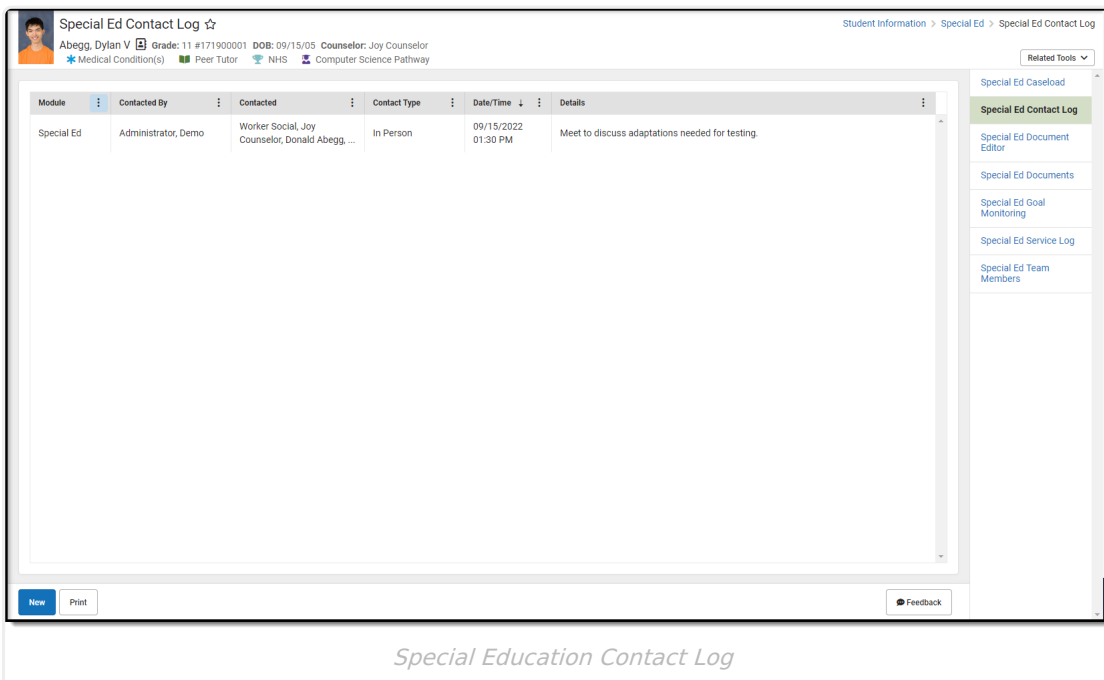 Special Ed Contact Log
Student Information > Special Ed > Special Ed Contact Log
Abegg, Dylan V Grade: 11 #171900001 DOB: 09/15/05 Counselor: Joy Counselor
Medical Condition(s) Peer Tutor NHS Computer Science Pathway
Related Tools
Module Contacted By Contacted Contact Type Date/Time ↓ Details
Special Ed
Administrator, Demo
Worker Social, Joy
Counselor, Donald Abegg, ...
In Person
09/15/2022
01:30 PM
Meet to discuss adaptations needed for testing.
Special Ed Caseload
Special Ed Contact Log
Special Ed Document
Editor
Special Ed Documents
Special Ed Goal
Monitoring
Special Ed Service Log
Special Ed Team
Members
New Print Feedback
Special Education Contact Log